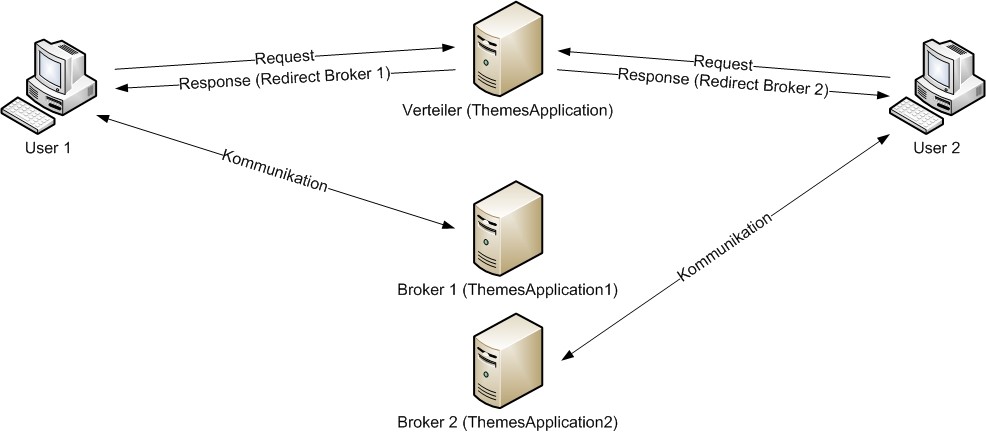 Request
Response (Redirect Broker 1)
Request
Response (Redirect Broker 2)
Verteiler (ThemesApplication)
User 1
User 2
Kommunikation
Kommunikation
Broker 1 (ThemesApplication1)
Broker 2 (ThemesApplication2)